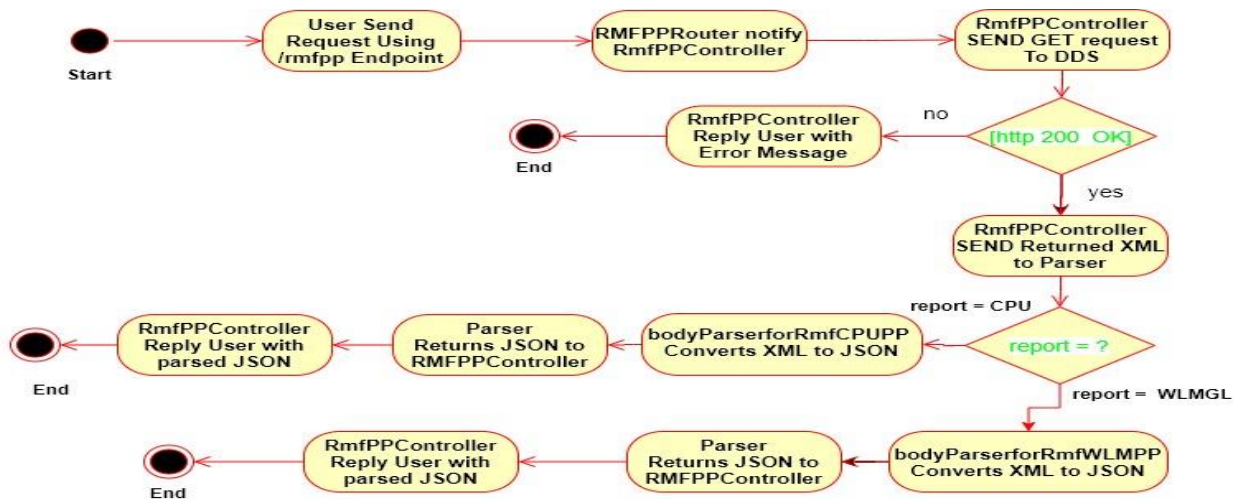 User Send
Request Using
/rmfpp Endpoint
RMFPPRouter notify
RmfPPController
RmfPPController
SEND GET request
To DDS
Start
no
[http 200 OK]
RmfPPController
Reply User with
Error Message
End
yes
RmfPPController
SEND Returned XML
to Parser
report = CPU
report = ?
bodyParserforRmfCPUPP
Converts XML to JSON
Parser
Returns JSON to
RMFPPController
RmfPPController
Reply User with
parsed JSON
End
report = WLMGL
bodyParserforRmfWLMPP
Converts XML to JSON
Parser
Returns JSON to
RMFPPController
RmfPPController
Reply User with
parsed JSON
End